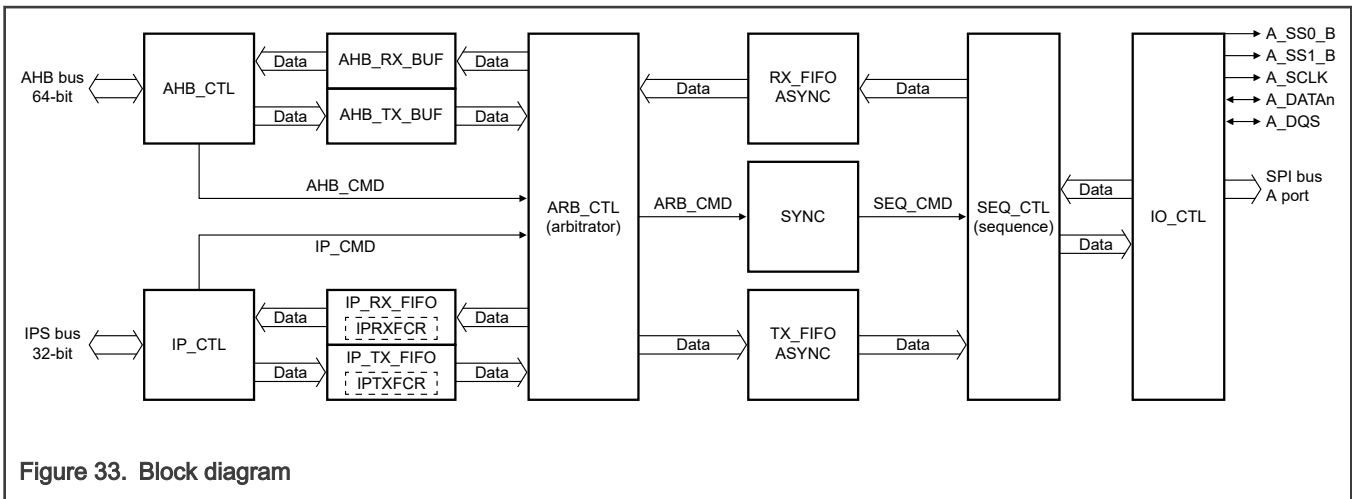 AHB bus
64-bit
AHB_CTL
Data
Data
AHB_RX_BUF
AHB_TX_BUF
Data
Data
AHB_CMD
IP_CMD
IPS bus
32-bit
IP_CTL
Data
Data
IP_RX_FIFO
IPRXFCR
IP_TX_FIFO
IPTXFCR
Data
Data
ARB_CTL
(arbitrator)
Data
ARB_CMD
Data
RX_FIFO
ASYNC
SYNC
TX_FIFO
ASYNC
Data
SEQ_CMD
Data
SEQ_CTL
(sequence)
Data
Data
IO_CTL
A_SS0_B
A_SS1_B
A_SCLK
A_DATAn
A_DQS
SPI bus
A port
Figure 33. Block diagram